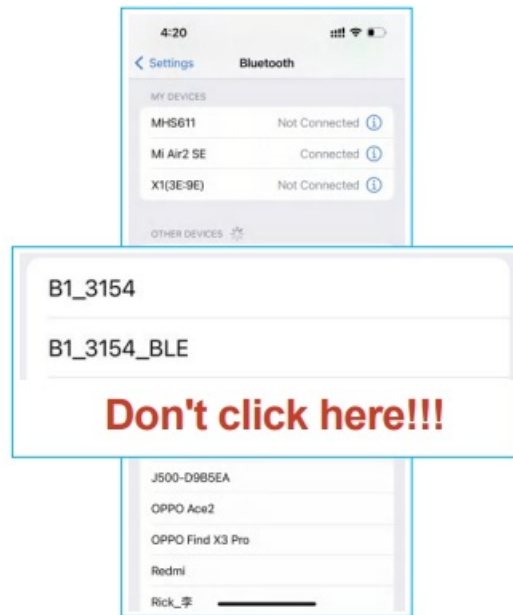 4:20
Settings Bluetooth
MY DEVICES
MHS611 Not Connected
Mi Air2 SE Connected
X1(3E:9E) Not Connected
OTHER DEVICES
B1_3154
B1_3154_BLE
Don't click here!!!
J500-D9B5EA
OPPO Ace2
OPPO Find X3 Pro
Redmi
Rick_李